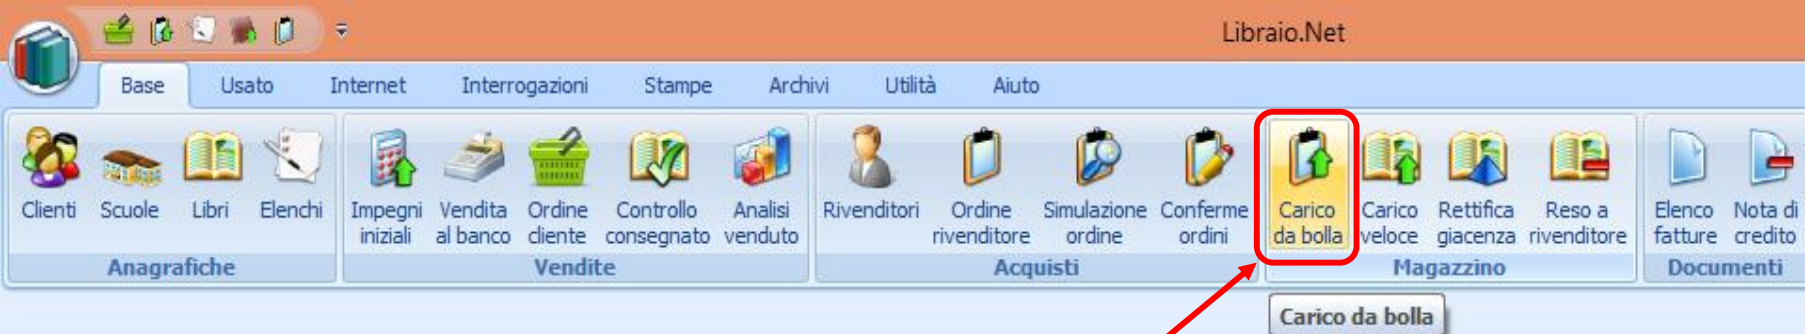 Libraio.Net
Base Usato Internet Interrogazioni Stampe Archivi Utilità Aiuto
Clienti Scuole Libri Elenchi Impegni Vendita Ordine Controllo Analisi Rivenditori Ordine Simulazione Conferme Carico Carico Rettifica Reso a Elenco Nota di
iniziali al banco cliente consegnato venduto rivenditore ordine ordini da bolla veloce giacenza rivenditore fatture credito
Anagrafiche Vendite Acquisti Magazzino Documenti
Carico da bolla